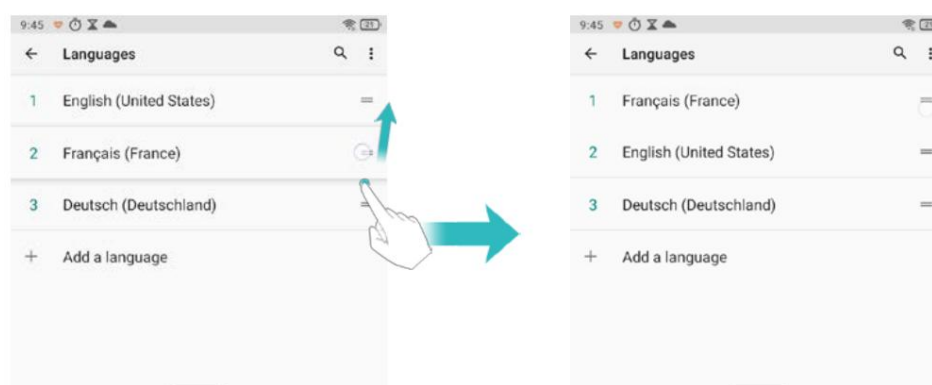 9:45 21
Languages
1 English (United States)
2 Français (France)
3 Deutsch (Deutschland)
+ Add a language
9:45
Languages
1 Français (France)
2 English (United States)
3 Deutsch (Deutschland)
+ Add a language